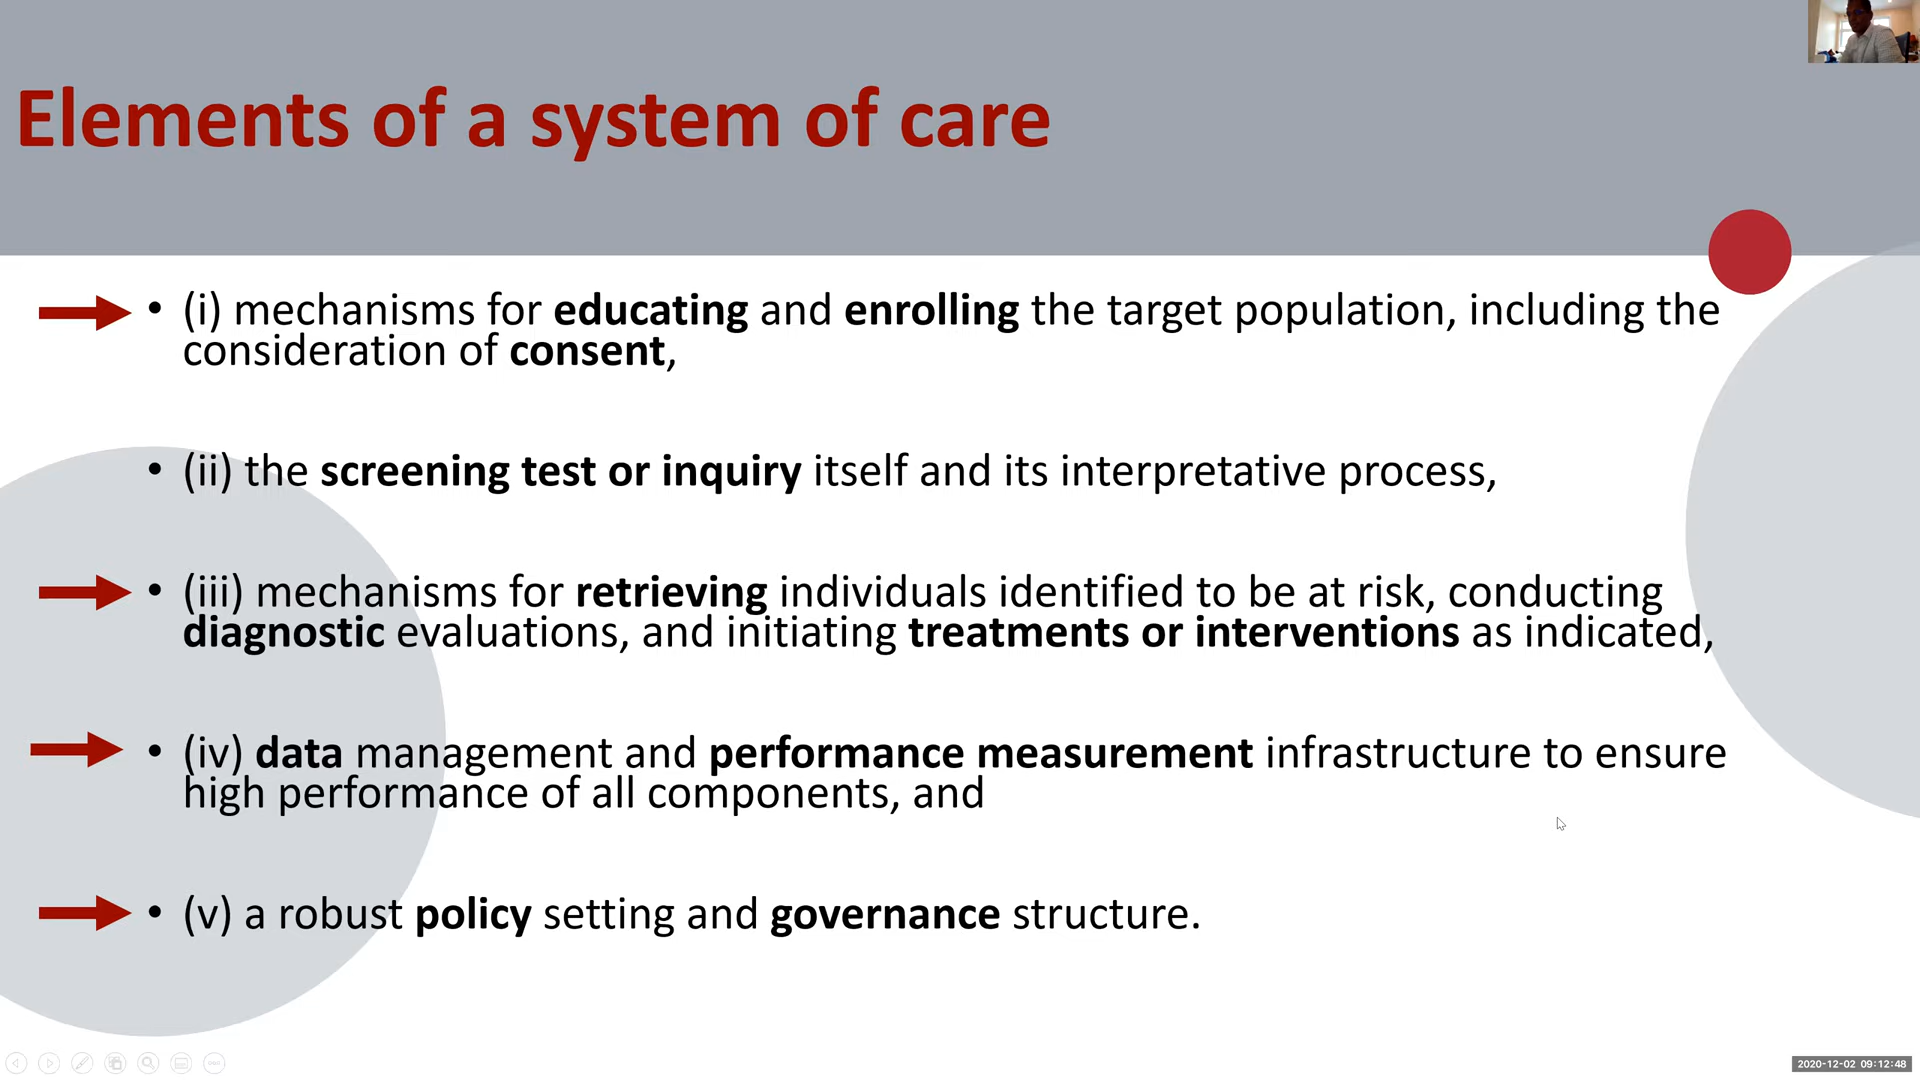 Elements of a system of care
• (i) mechanisms for educating and enrolling the target population, including the
consideration of consent,
• (ii) the screening test or inquiry itself and its interpretative process,
• (iii) mechanisms for retrieving individuals identified to be at risk, conducting
diagnostic evaluations, and initiating treatments or interventions as indicated,
• (iv) data management and performance measurement infrastructure to ensure
high performance of all components, and
• (v) a robust policy setting and governance structure.
2020-12-02 09:12:48